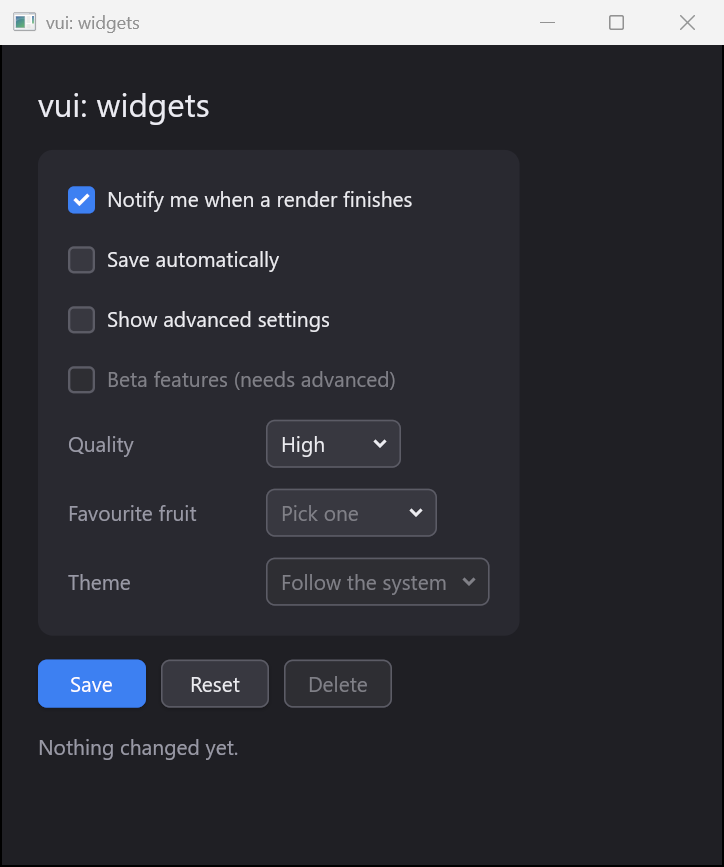 vui: widgets
vui: widgets
Notify me when a render finishes
Save automatically
Show advanced settings
Beta features (needs advanced)
Quality High
Favourite fruit Pick one
Theme Follow the system
Save Reset Delete
Nothing changed yet.